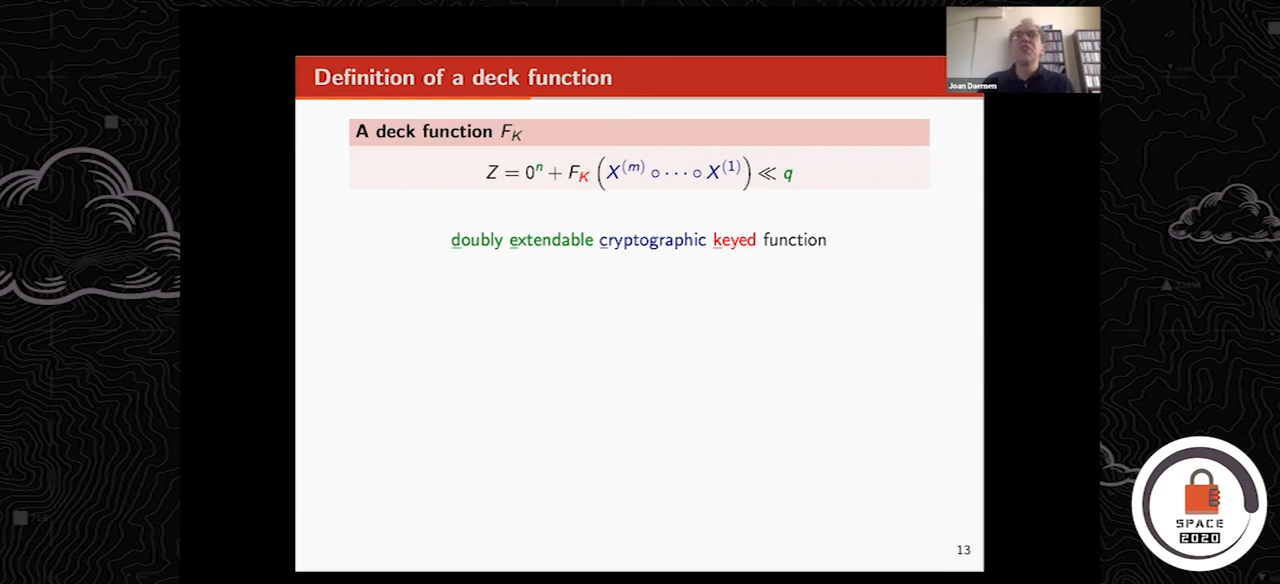 Definition of a deck function
Joan Daemen
A deck function F_K
Z = 0^n + F_K (X^(m) ∘ ⋯ ∘ X^(1)) ≪ q
doubly extendable cryptographic keyed function
13
SPACE
2020